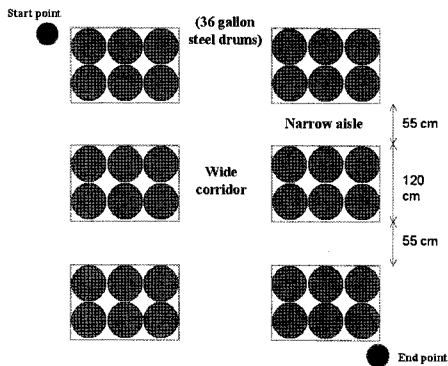 Start point
(36 gallon
steel drums)
Narrow aisle
55 cm
Wide
corridor
120
cm
55 cm
End point